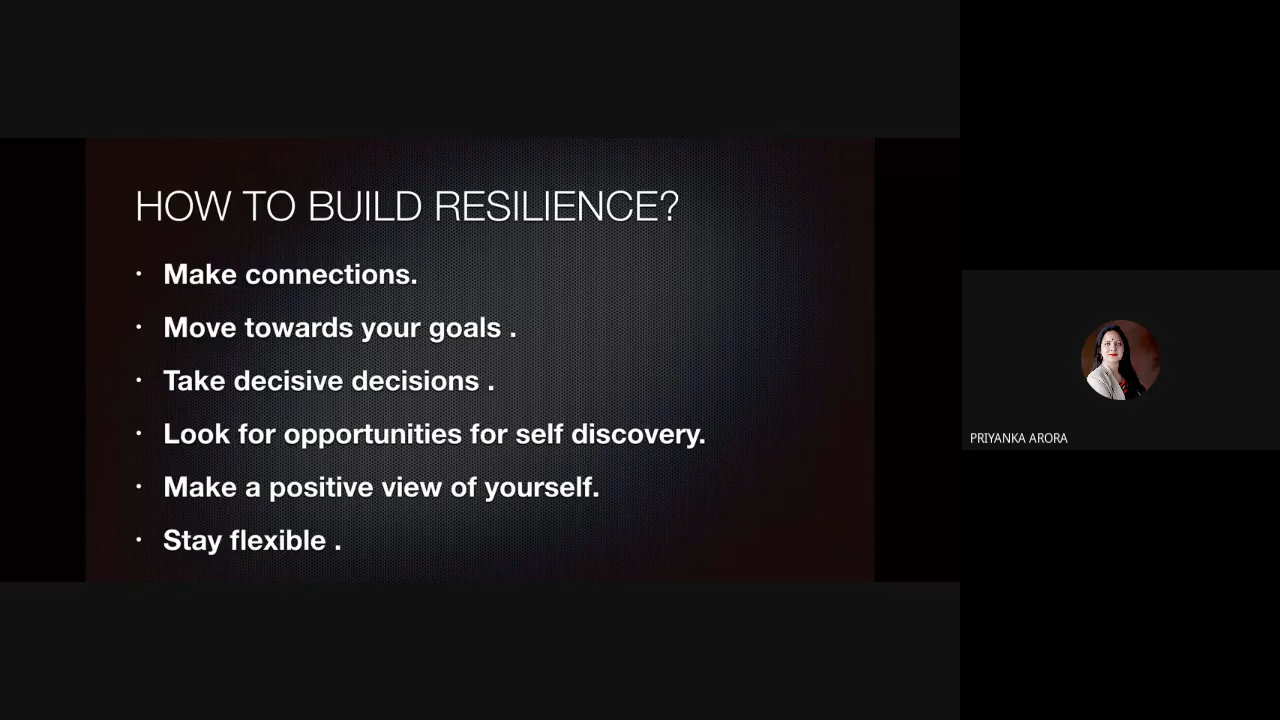 HOW TO BUILD RESILIENCE?
· Make connections.
· Move towards your goals .
· Take decisive decisions .
· Look for opportunities for self discovery.
· Make a positive view of yourself.
· Stay flexible .
PRIYANKA ARORA